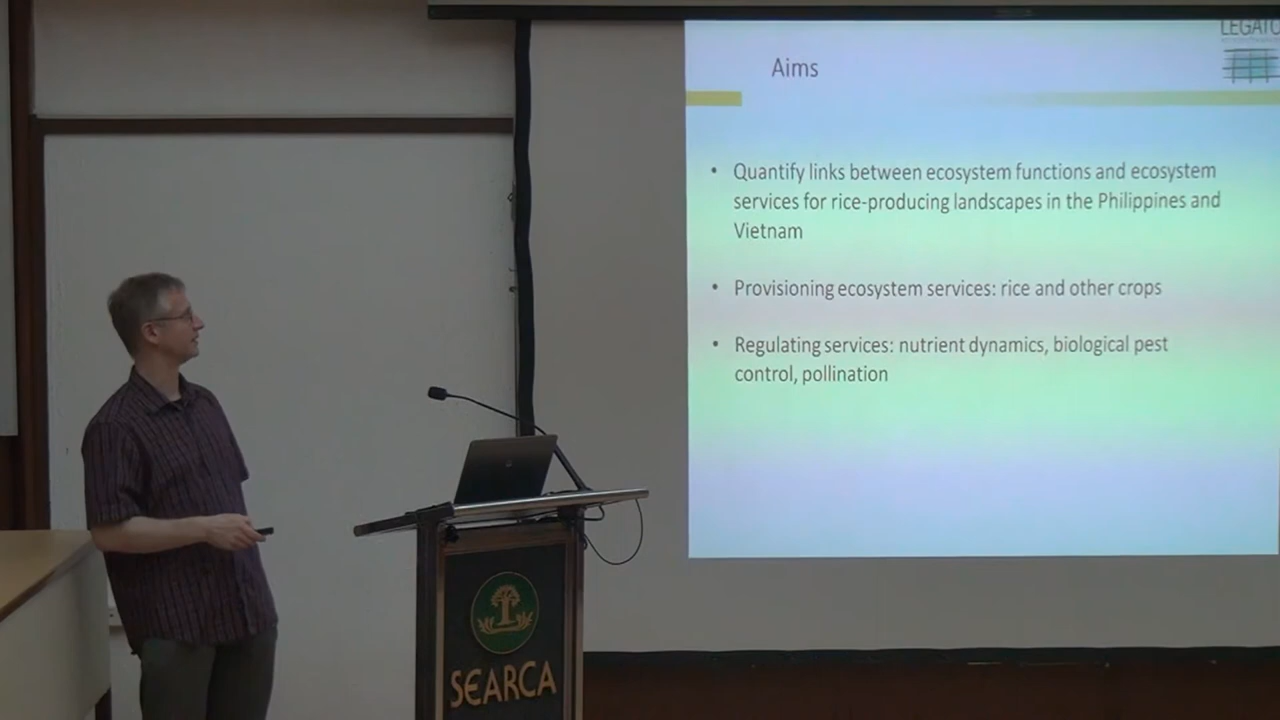 LEGATO
Aims
• Quantify links between ecosystem functions and ecosystem
services for rice-producing landscapes in the Philippines and
Vietnam
• Provisioning ecosystem services: rice and other crops
• Regulating services: nutrient dynamics, biological pest
control, pollination
SEARCA